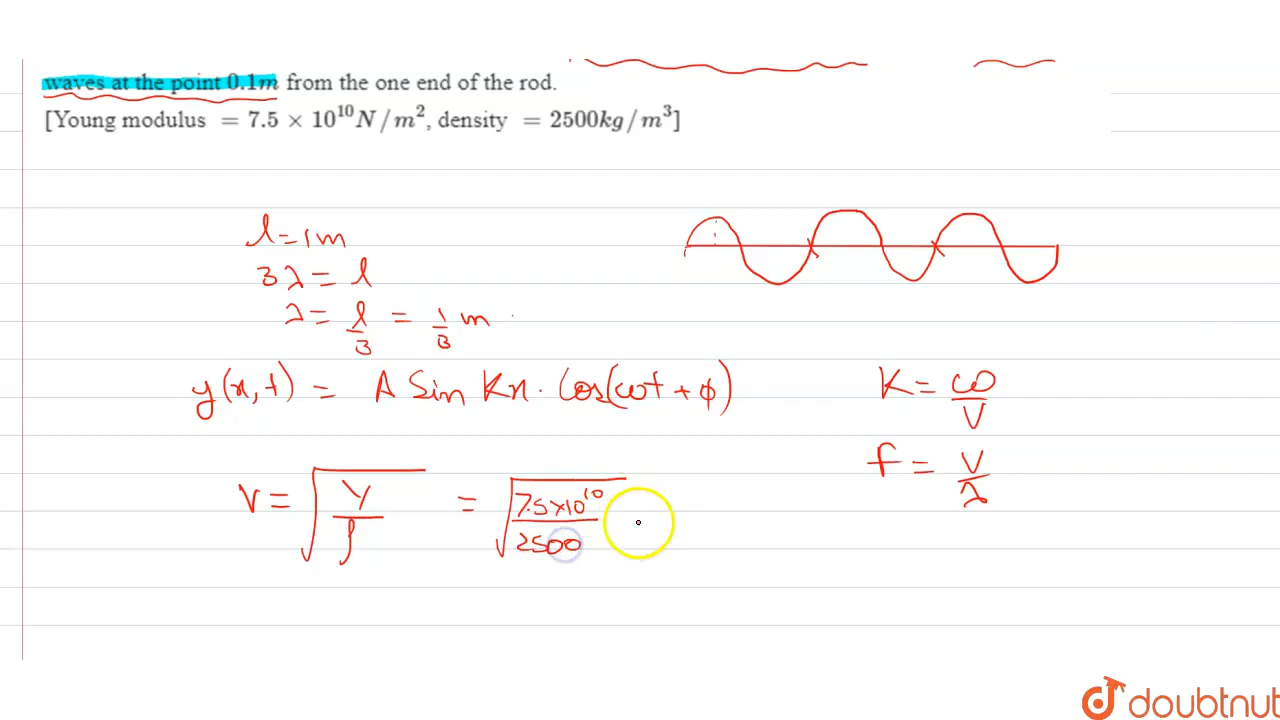 waves at the point 0.1m from the one end of the rod.
[Young modulus = 7.5 × 10^10 N/m^2, density = 2500kg/m^3]
l = 1m
3λ = l
λ = l/3 = 1/3 m
y(x,t) = A Sin Kx . Cos(ωt + φ)
K = ω/V
f = V/λ
V = √(Y/ρ) = √(7.5×10^10/2500)
doubtnut